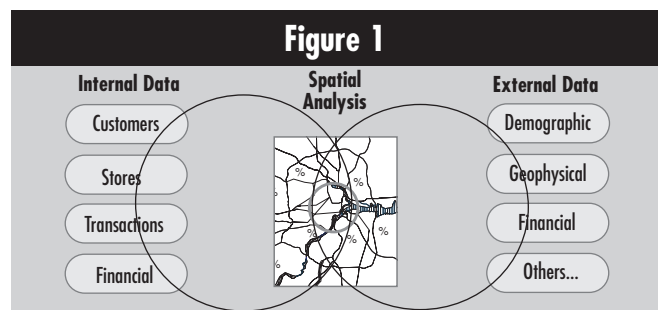 Figure 1
Internal Data
Customers
Stores
Transactions
Financial
Spatial
Analysis
%
%
%
%
%
External Data
Demographic
Geophysical
Financial
Others...